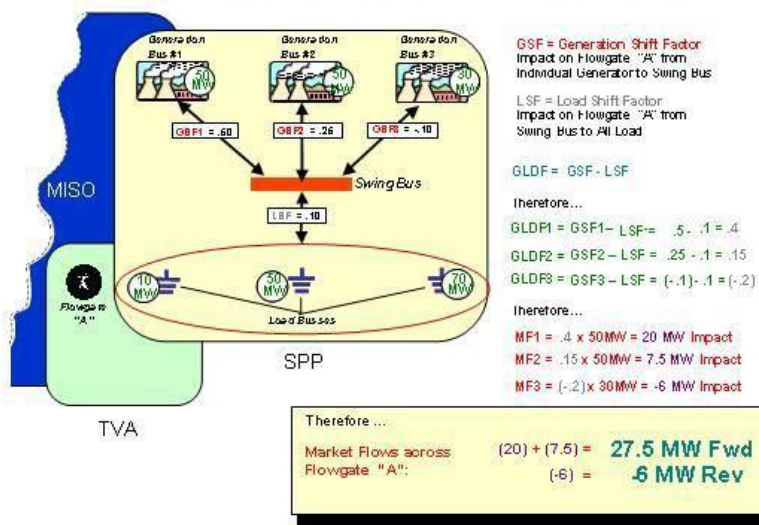 Generation Bus #1
Generation Bus #2
Generation Bus #3
50 MW
50 MW
30 MW
GSF1 = .50
GSF2 = .25
GSF3 = -.10
Swing Bus
LSF = .10
MISO
Flowgate "A"
10 MW
50 MW
70 MW
Load Busses
SPP
TVA
GSF = Generation Shift Factor
Impact on Flowgate "A" from
Individual Generator to Swing Bus
LSF = Load Shift Factor
Impact on Flowgate "A" from
Swing Bus to All Load
GLDF = GSF - LSF
Therefore...
GLDF1 = GSF1 - LSF = .5 - .1 = .4
GLDF2 = GSF2 - LSF = .25 - .1 = .15
GLDF3 = GSF3 - LSF = (-.1) - .1 = (-.2)
Therefore...
MF1 = .4 x 50MW = 20 MW Impact
MF2 = .15 x 50MW = 7.5 MW Impact
MF3 = (-.2) x 30MW = -6 MW Impact
Therefore ...
Market Flows across
Flowgate "A":
(20) + (7.5) = 27.5 MW Fwd
(-6) = -6 MW Rev